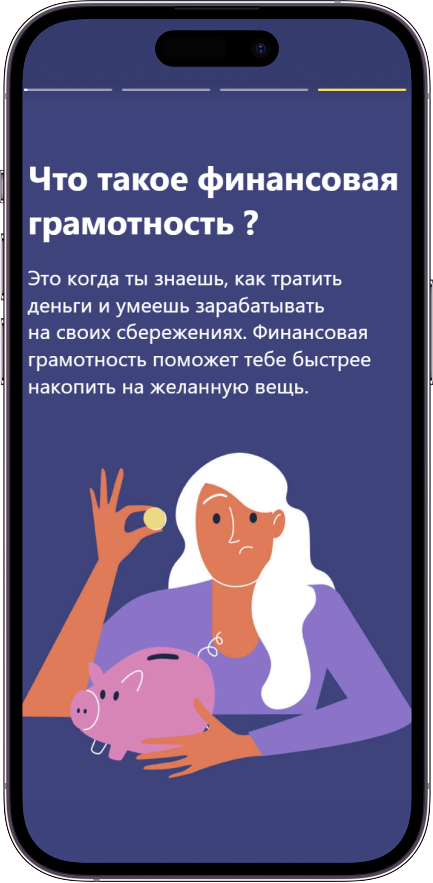 Что такое финансовая
грамотность ?
Это когда ты знаешь, как тратить
деньги и умеешь зарабатывать
на своих сбережениях. Финансовая
грамотность поможет тебе быстрее
накопить на желанную вещь.